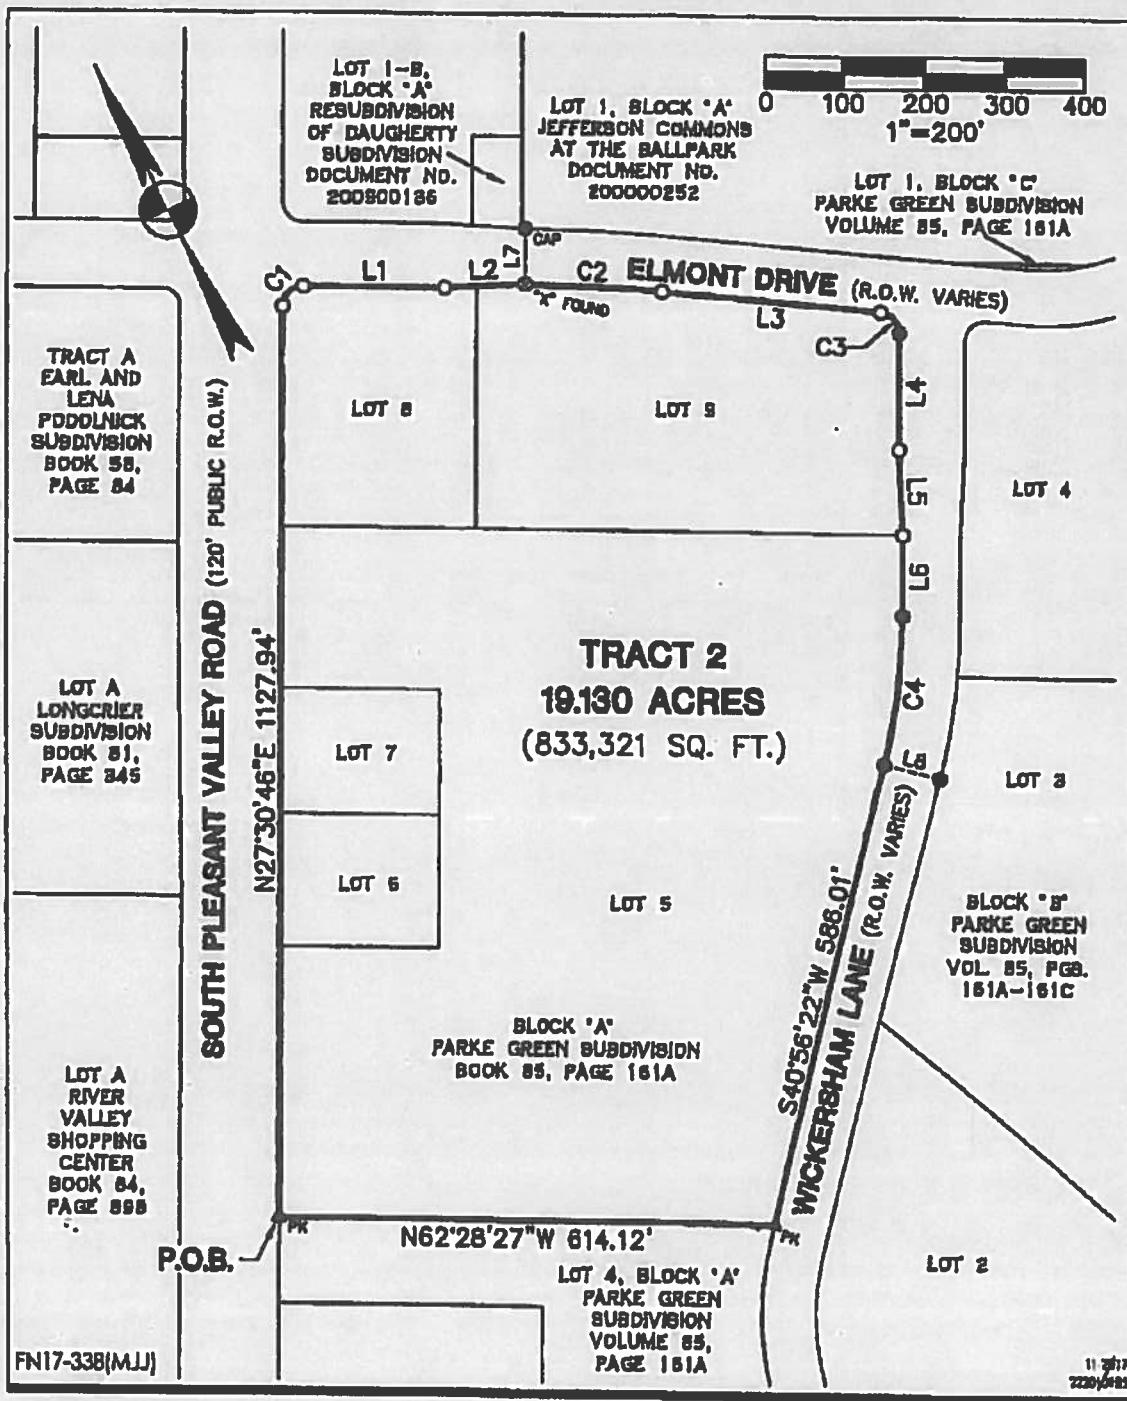 LOT 1-B,
BLOCK "A"
RESUBDIVISION
OF DAUGHERTY
SUBDIVISION
DOCUMENT NO.
200800186
LOT 1, BLOCK "A"
JEFFERSON COMMONS
AT THE BALLPARK
DOCUMENT NO.
200000252
0 100 200 300 400
1"=200'
LOT 1, BLOCK "C"
PARKE GREEN SUBDIVISION
VOLUME 85, PAGE 161A
CAP
C1
L1
L2
L7
C2
ELMONT DRIVE (R.O.W. VARIES)
"X" FOUND
L3
C3
TRACT A
EARL AND
LENA
PODOLNICK
SUBDIVISION
BOOK 58,
PAGE 84
LOT 8
LOT 9
L4
L5
LOT 4
L6
SOUTH PLEASANT VALLEY ROAD (120' PUBLIC R.O.W.)
N27°30'46"E 1127.94'
TRACT 2
19.130 ACRES
(833,321 SQ. FT.)
C4
L8
LOT A
LONGCRIER
SUBDIVISION
BOOK 81,
PAGE 345
LOT 7
LOT 3
LOT 6
LOT 5
S40°56'22"W 586.01'
WICKERSHAM LANE (R.O.W. VARIES)
BLOCK "B"
PARKE GREEN
SUBDIVISION
VOL. 85, PGS.
161A-161C
BLOCK "A"
PARKE GREEN SUBDIVISION
BOOK 85, PAGE 161A
LOT A
RIVER
VALLEY
SHOPPING
CENTER
BOOK 84,
PAGE 898
PK
N62°28'27"W 614.12'
PK
P.O.B.
LOT 2
LOT 4, BLOCK "A"
PARKE GREEN
SUBDIVISION
VOLUME 85,
PAGE 161A
FN17-338(MJJ)